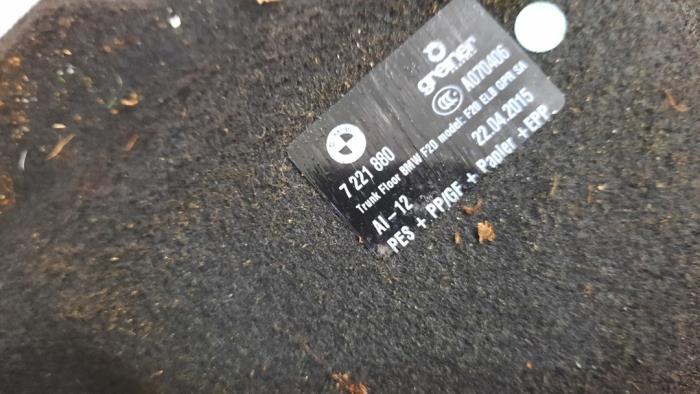 greiner
A070406
7 221 880
Trunk Floor BMW F20 model: F20 ELB GPR SA
AI-12
22.04.2015
PES + PP/GF + Papier + EPP